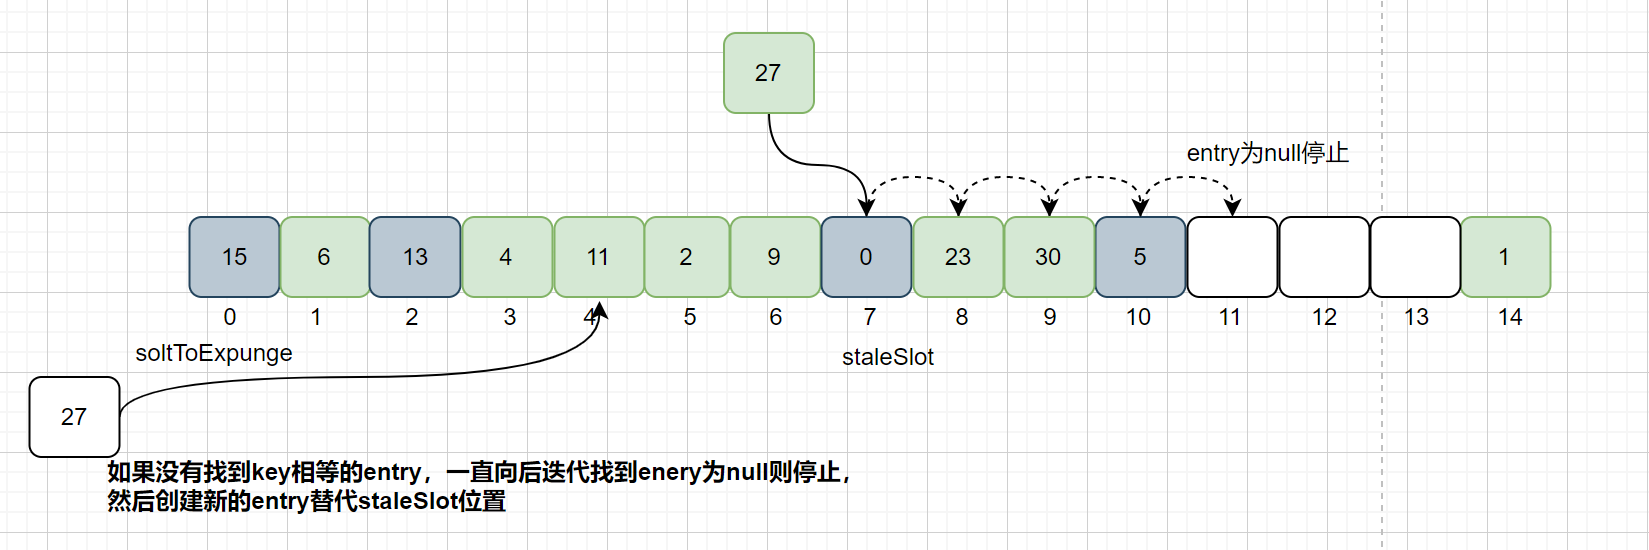 27
entry为null停止
15 6 13 4 11 2 9 0 23 30 5 1
0 1 2 3 4 5 6 7 8 9 10 11 12 13 14
soltToExpunge
staleSlot
27
如果没有找到key相等的entry，一直向后迭代找到enery为null则停止，
然后创建新的entry替代staleSlot位置